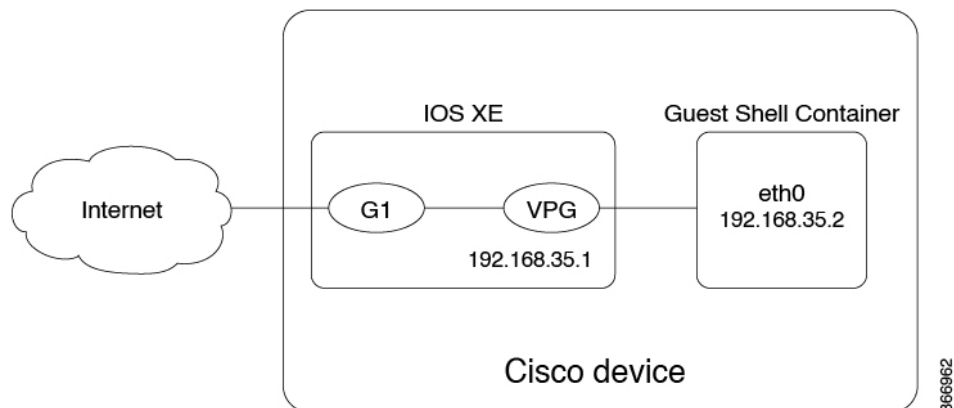 IOS XE
Guest Shell Container
Internet
G1
VPG
192.168.35.1
eth0
192.168.35.2
Cisco device
366962